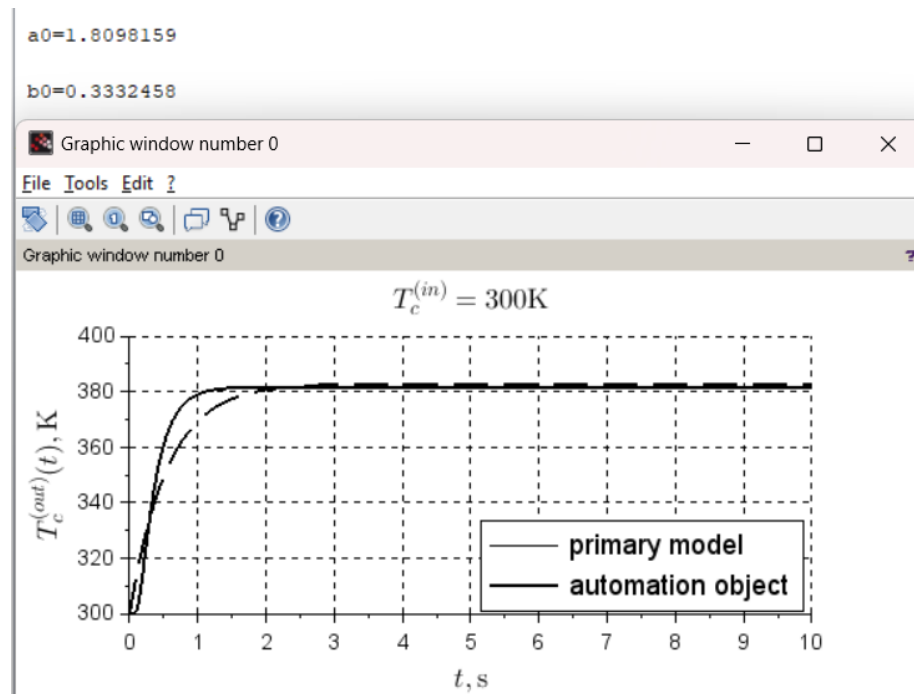 a0=1.8098159
b0=0.3332458
Graphic window number 0
File Tools Edit ?
Graphic window number 0 ?
T_c^{(in)} = 300K
400
380
360
340
320
300
T_c^{(out)}(t), K
primary model
automation object
0 1 2 3 4 5 6 7 8 9 10
t, s